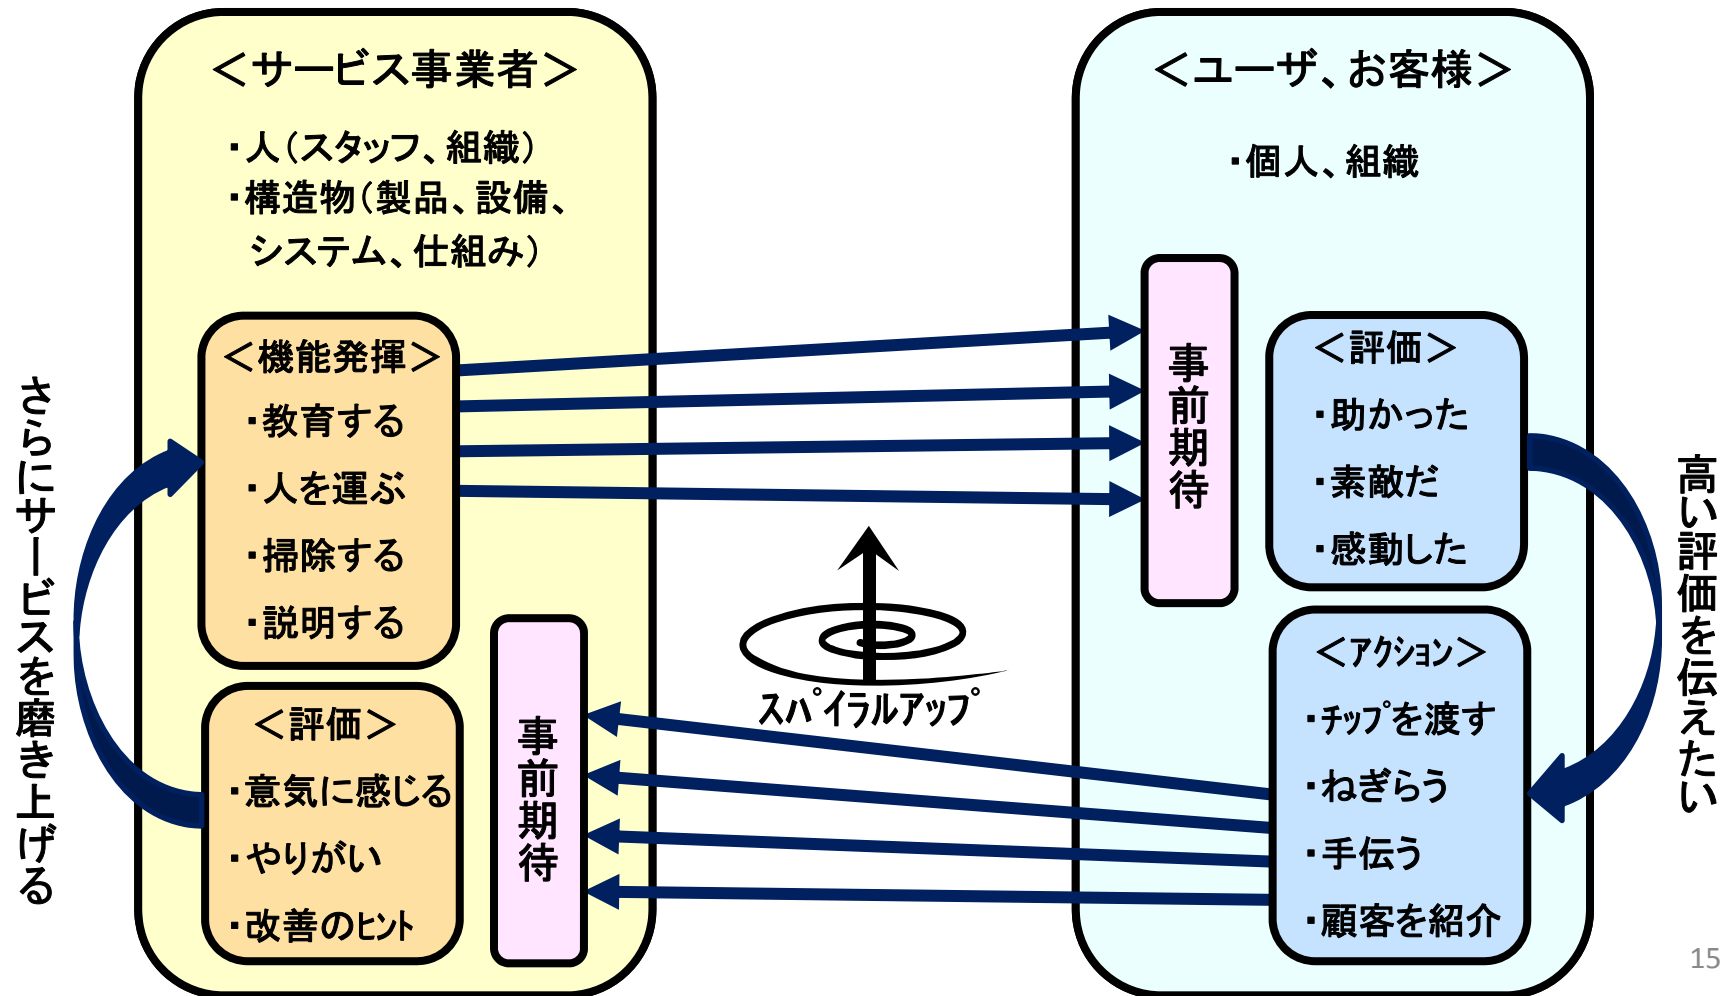 ＜サービス事業者＞
・人（スタッフ、組織）
・構造物（製品、設備、
システム、仕組み）
＜機能発揮＞
・教育する
・人を運ぶ
・掃除する
・説明する
＜評価＞
・意気に感じる
・やりがい
・改善のヒント
事前期待
さらにサービスを磨き上げる
スパイラルアップ
＜ユーザ、お客様＞
・個人、組織
事前期待
＜評価＞
・助かった
・素敵だ
・感動した
＜アクション＞
・チップを渡す
・ねぎらう
・手伝う
・顧客を紹介
高い評価を伝えたい
15